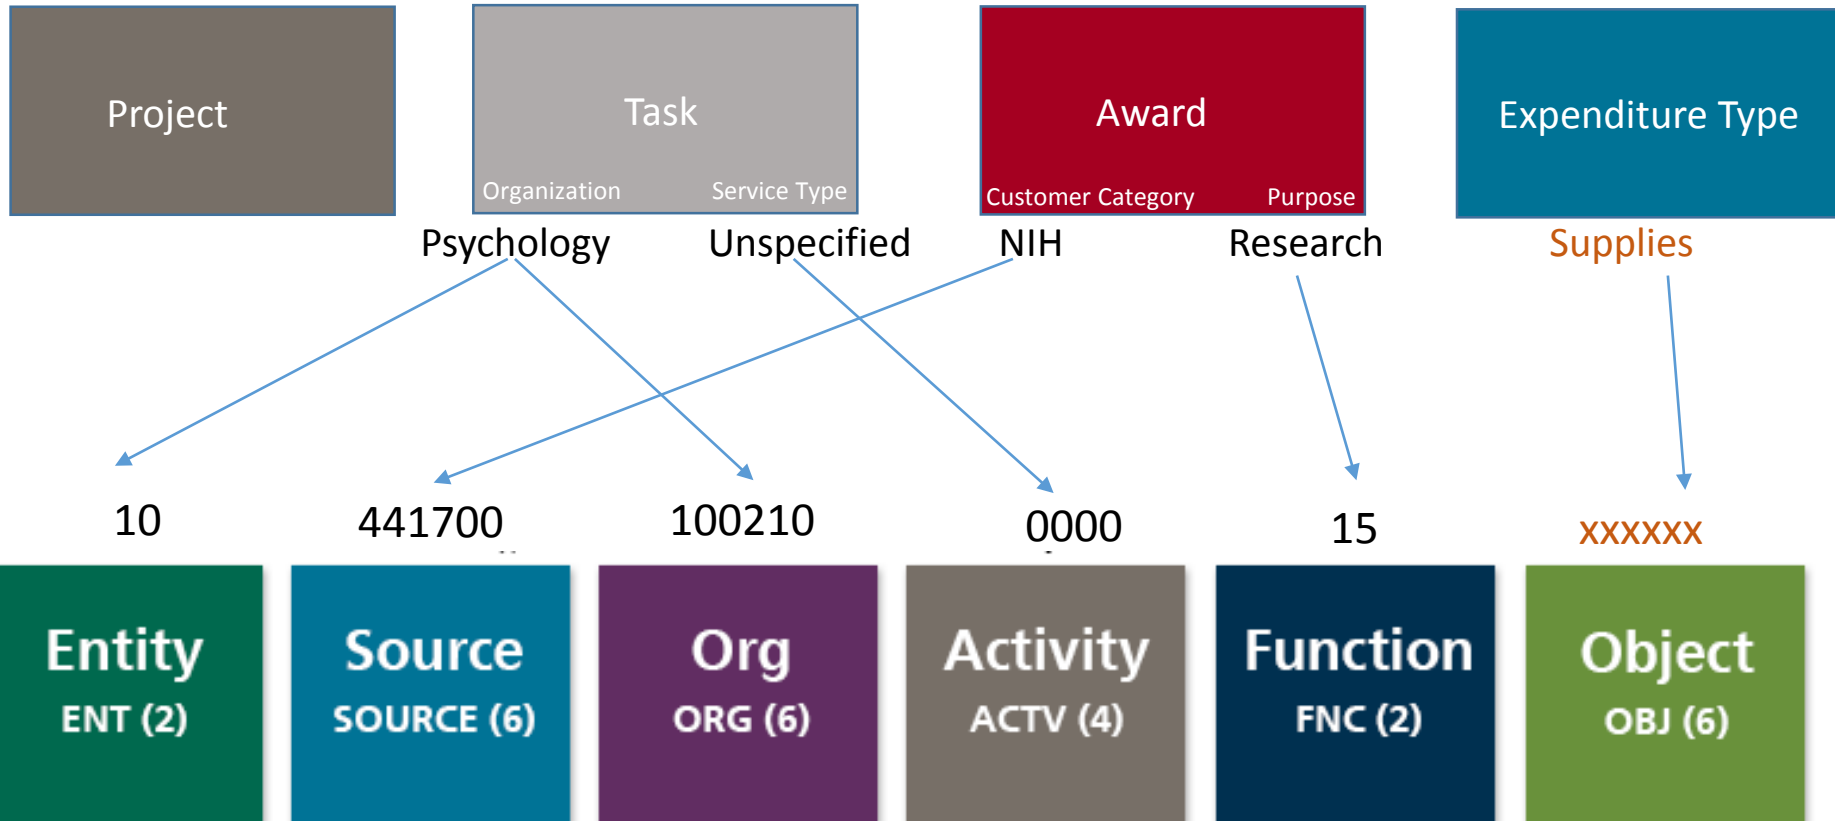 Project
Task
Award
Expenditure Type
Organization
Service Type
Customer Category
Purpose
Psychology
Unspecified
NIH
Research
Supplies
10
441700
100210
0000
15
xxxxxx
Entity
ENT (2)
Source
SOURCE (6)
Org
ORG (6)
Activity
ACTV (4)
Function
FNC (2)
Object
OBJ (6)